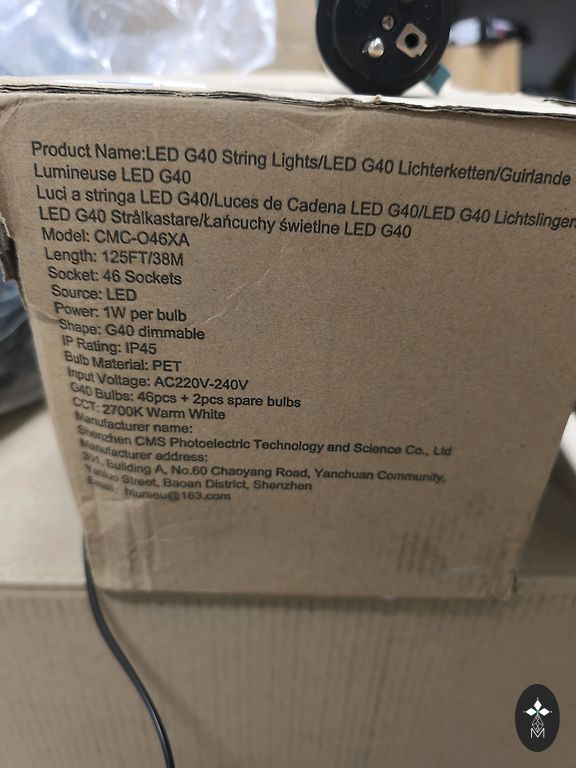 Product Name:LED G40 String Lights/LED G40 Lichterketten/Guirlande
Lumineuse LED G40
Luci a stringa LED G40/Luces de Cadena LED G40/LED G40 Lichtslingers
LED G40 Strålkastare/Łańcuchy świetlne LED G40
Model: CMC-O46XA
Length: 125FT/38M
Socket: 46 Sockets
Source: LED
Power: 1W per bulb
Shape: G40 dimmable
IP Rating: IP45
Bulb Material: PET
Input Voltage: AC220V-240V
G40 Bulbs: 46pcs + 2pcs spare bulbs
CCT: 2700K Warm White
Manufacturer name:
Shenzhen CMS Photoelectric Technology and Science Co., Ltd
Manufacturer address:
301, Building A, No.60 Chaoyang Road, Yanchuan Community,
Yanluo Street, Baoan District, Shenzhen
Email: @163.com
M